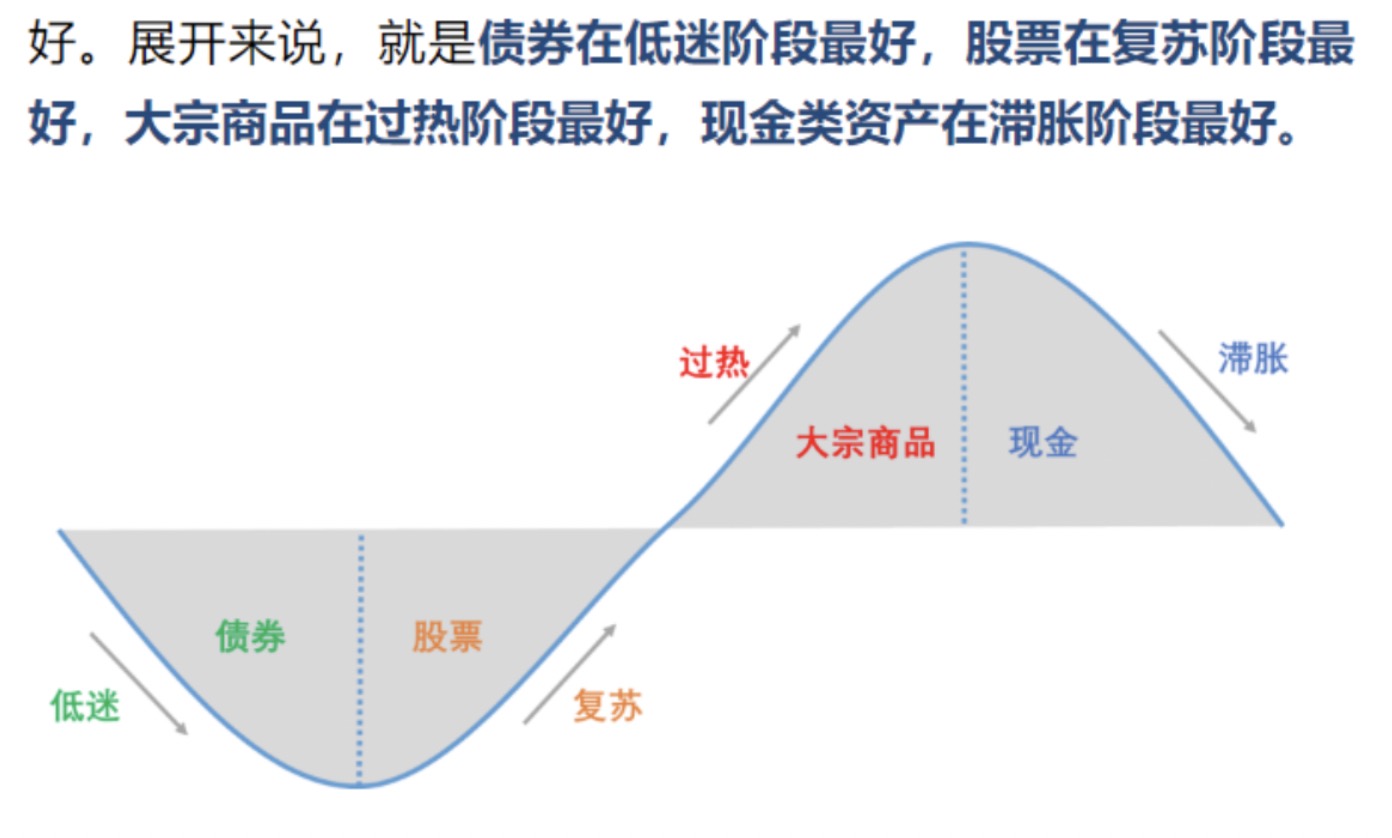 好。展开来说，就是债券在低迷阶段最好，股票在复苏阶段最
好，大宗商品在过热阶段最好，现金类资产在滞胀阶段最好。
过热
滞胀
大宗商品
现金
债券
股票
低迷
复苏